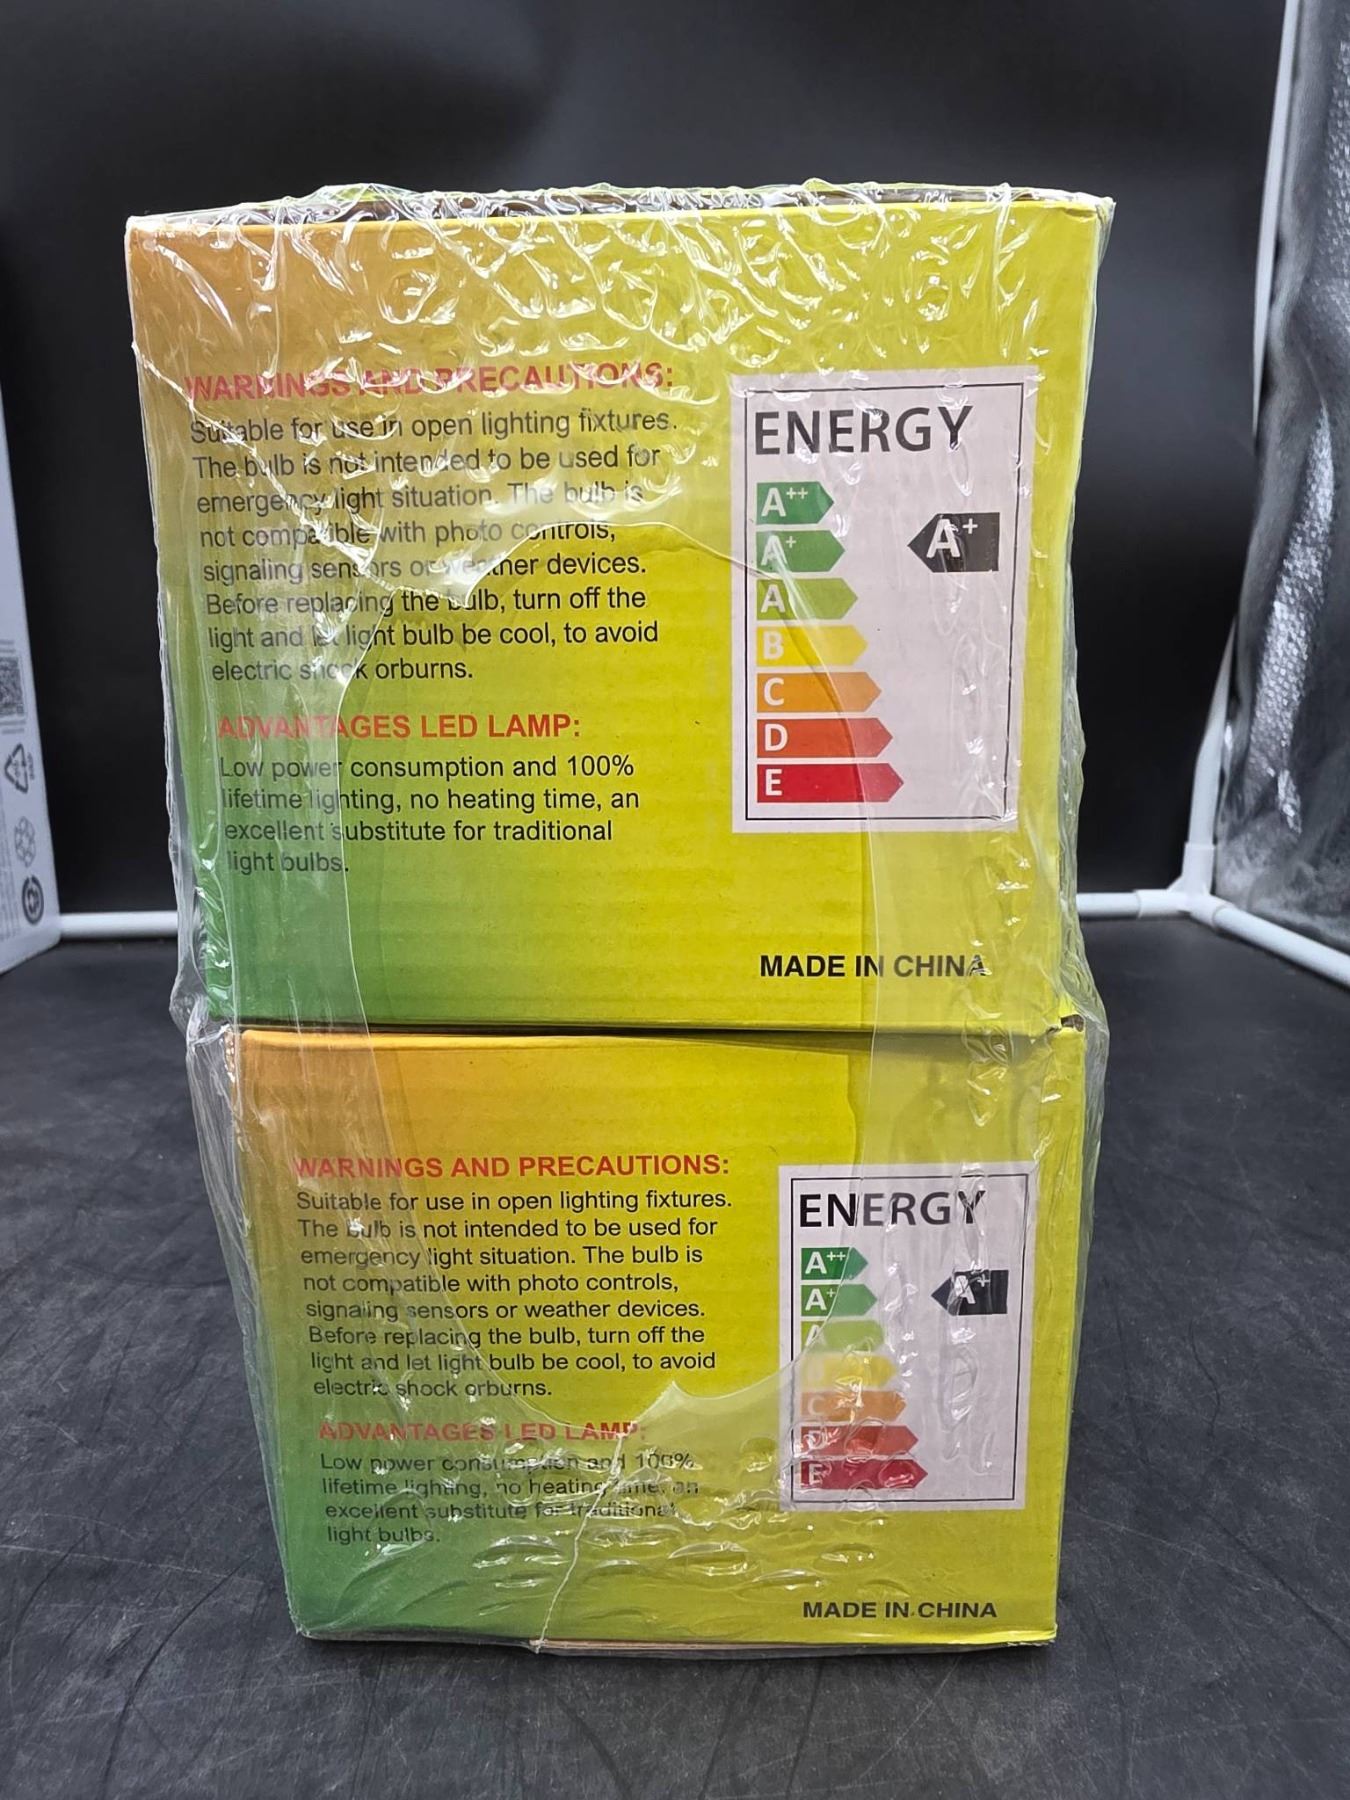 WARNINGS AND PRECAUTIONS:
Suitable for use in open lighting fixtures.
The bulb is not intended to be used for
emergency light situation. The bulb is
not compatible with photo controls,
signaling sensors or weather devices.
Before replacing the bulb, turn off the
light and let light bulb be cool, to avoid
electric shock orburns.
ADVANTAGES LED LAMP:
Low power consumption and 100%
lifetime lighting, no heating time, an
excellent substitute for traditional
light bulbs.
ENERGY
A++
A+
A+
A
B
C
D
E
MADE IN CHINA
WARNINGS AND PRECAUTIONS:
Suitable for use in open lighting fixtures.
The bulb is not intended to be used for
emergency light situation. The bulb is
not compatible with photo controls,
signaling sensors or weather devices.
Before replacing the bulb, turn off the
light and let light bulb be cool, to avoid
electric shock orburns.
ADVANTAGES LED LAMP:
Low power consumption and 100%
lifetime lighting, no heating time, an
excellent substitute for traditional
light bulbs.
ENERGY
A++
A+
A+
A
B
C
D
E
MADE IN CHINA